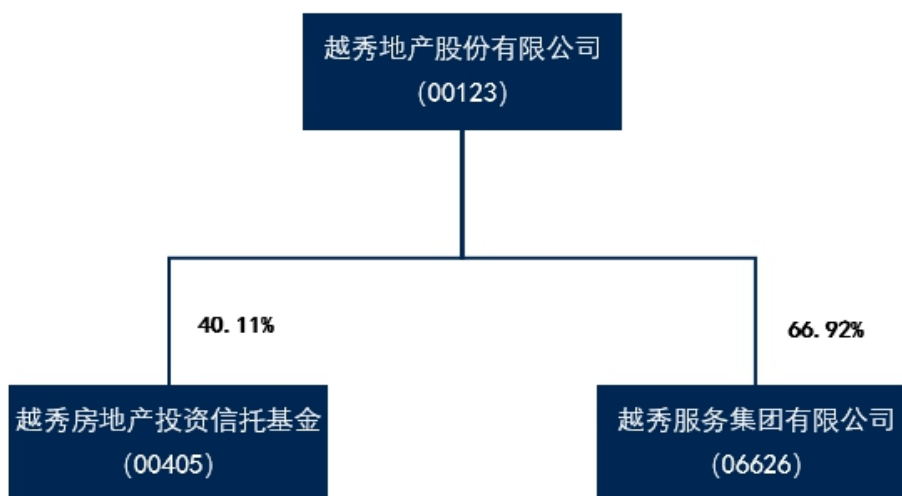 越秀地产股份有限公司
(00123)
40.11%
66.92%
越秀房地产投资信托基金
(00405)
越秀服务集团有限公司
(06626)